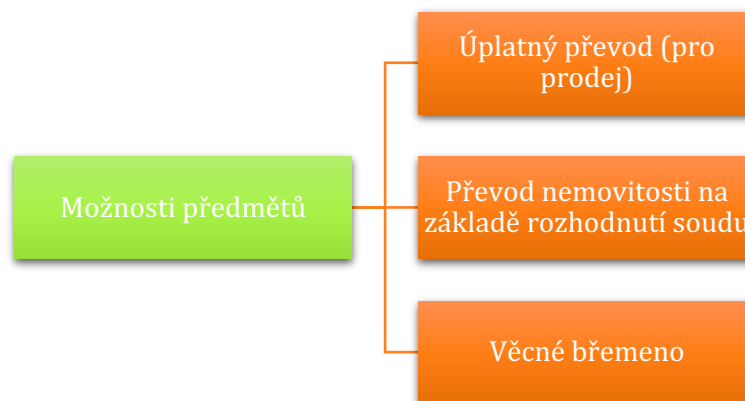 Úplatný převod (pro
prodej)
Možnosti předmětů
Převod nemovitosti na
základě rozhodnutí soudu
Věcné břemeno